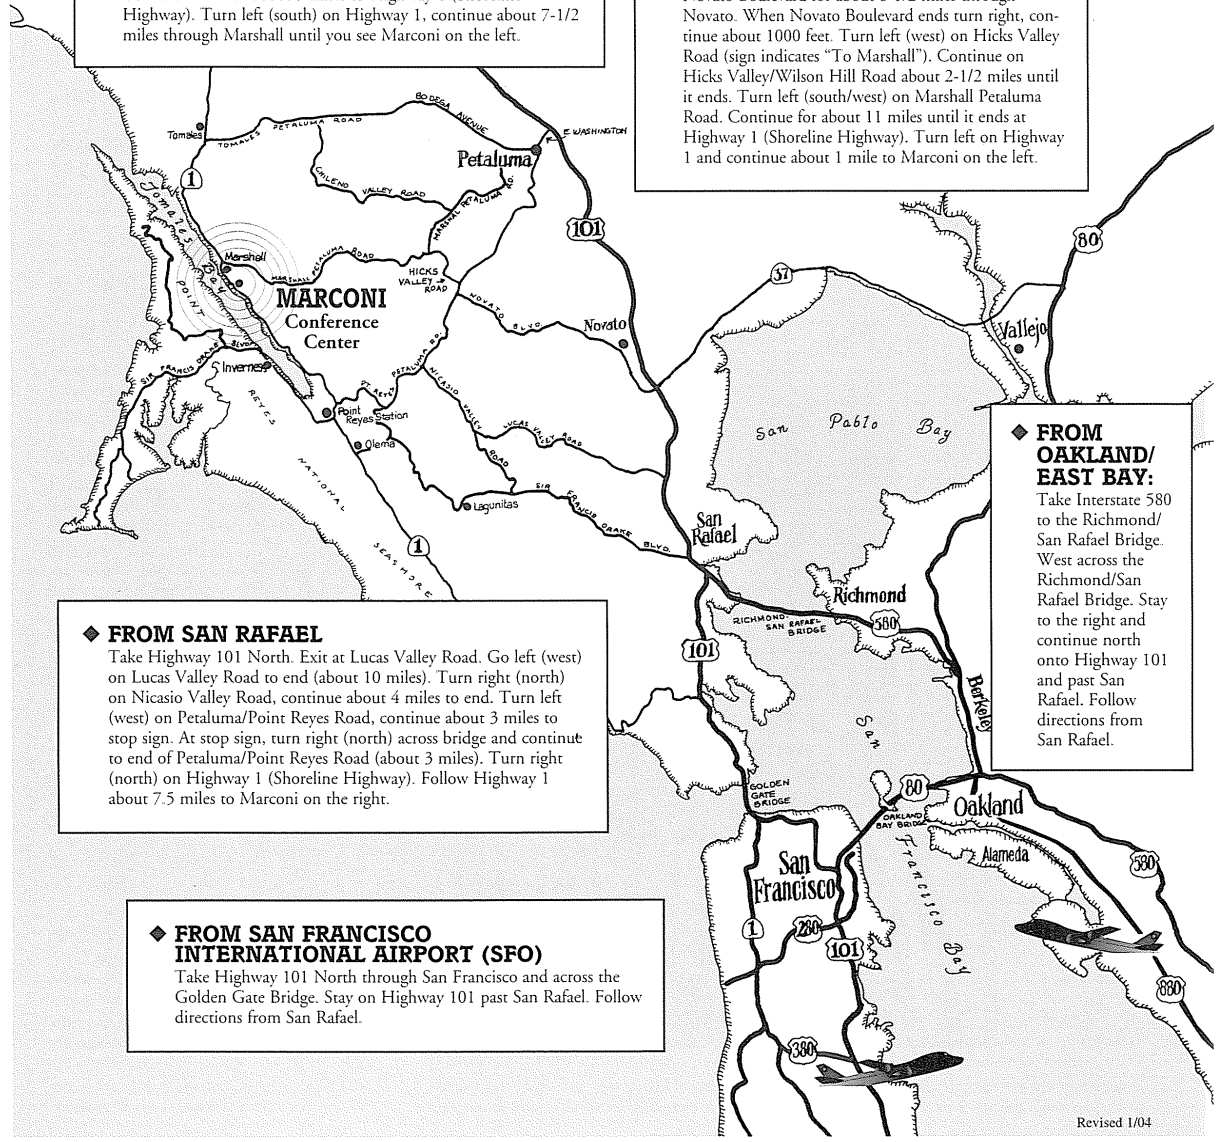 Highway). Turn left (south) on Highway 1, continue about 7-1/2
miles through Marshall until you see Marconi on the left.
Novato. When Novato Boulevard ends turn right, con-
tinue about 1000 feet. Turn left (west) on Hicks Valley
Road (sign indicates "To Marshall"). Continue on
Hicks Valley/Wilson Hill Road about 2-1/2 miles until
it ends. Turn left (south/west) on Marshall Petaluma
Road. Continue for about 11 miles until it ends at
Highway 1 (Shoreline Highway). Turn left on Highway
1 and continue about 1 mile to Marconi on the left.
BODEGA AVENUE
TOMALES PETALUMA ROAD
E. WASHINGTON
Tomales
Petaluma
1
CHILENO VALLEY ROAD
MARSHAL PETALUMA RD.
Tomales Bay
101
80
Marshall
MARSHALL PETALUMA ROAD
HICKS
VALLEY
ROAD
37
MARCONI
Conference
Center
NOVATO BLVD.
Novato
Vallejo
POINT
REYES
NATIONAL
SEASHORE
SIR FRANCIS DRAKE BLVD.
Inverness
PT. REYES PETALUMA RD.
NICASIO VALLEY ROAD
Point
Reyes Station
Olema
LUCAS VALLEY ROAD
San Pablo Bay
Lagunitas
SIR FRANCIS DRAKE BLVD.
San
Rafael
1
FROM
OAKLAND/
EAST BAY:
Take Interstate 580
to the Richmond/
San Rafael Bridge.
West across the
Richmond/San
Rafael Bridge. Stay
to the right and
continue north
onto Highway 101
and past San
Rafael. Follow
directions from
San Rafael.
Richmond
RICHMOND-
SAN RAFAEL
BRIDGE
580
101
Berkeley
FROM SAN RAFAEL
Take Highway 101 North. Exit at Lucas Valley Road. Go left (west)
on Lucas Valley Road to end (about 10 miles). Turn right (north)
on Nicasio Valley Road, continue about 4 miles to end. Turn left
(west) on Petaluma/Point Reyes Road, continue about 3 miles to
stop sign. At stop sign, turn right (north) across bridge and continue
to end of Petaluma/Point Reyes Road (about 3 miles). Turn right
(north) on Highway 1 (Shoreline Highway). Follow Highway 1
about 7.5 miles to Marconi on the right.
San Francisco Bay
GOLDEN
GATE
BRIDGE
80
OAKLAND
BAY BRIDGE
Oakland
Alameda
580
San
Francisco
1
280
101
880
380
FROM SAN FRANCISCO
INTERNATIONAL AIRPORT (SFO)
Take Highway 101 North through San Francisco and across the
Golden Gate Bridge. Stay on Highway 101 past San Rafael. Follow
directions from San Rafael.
Revised 1/04